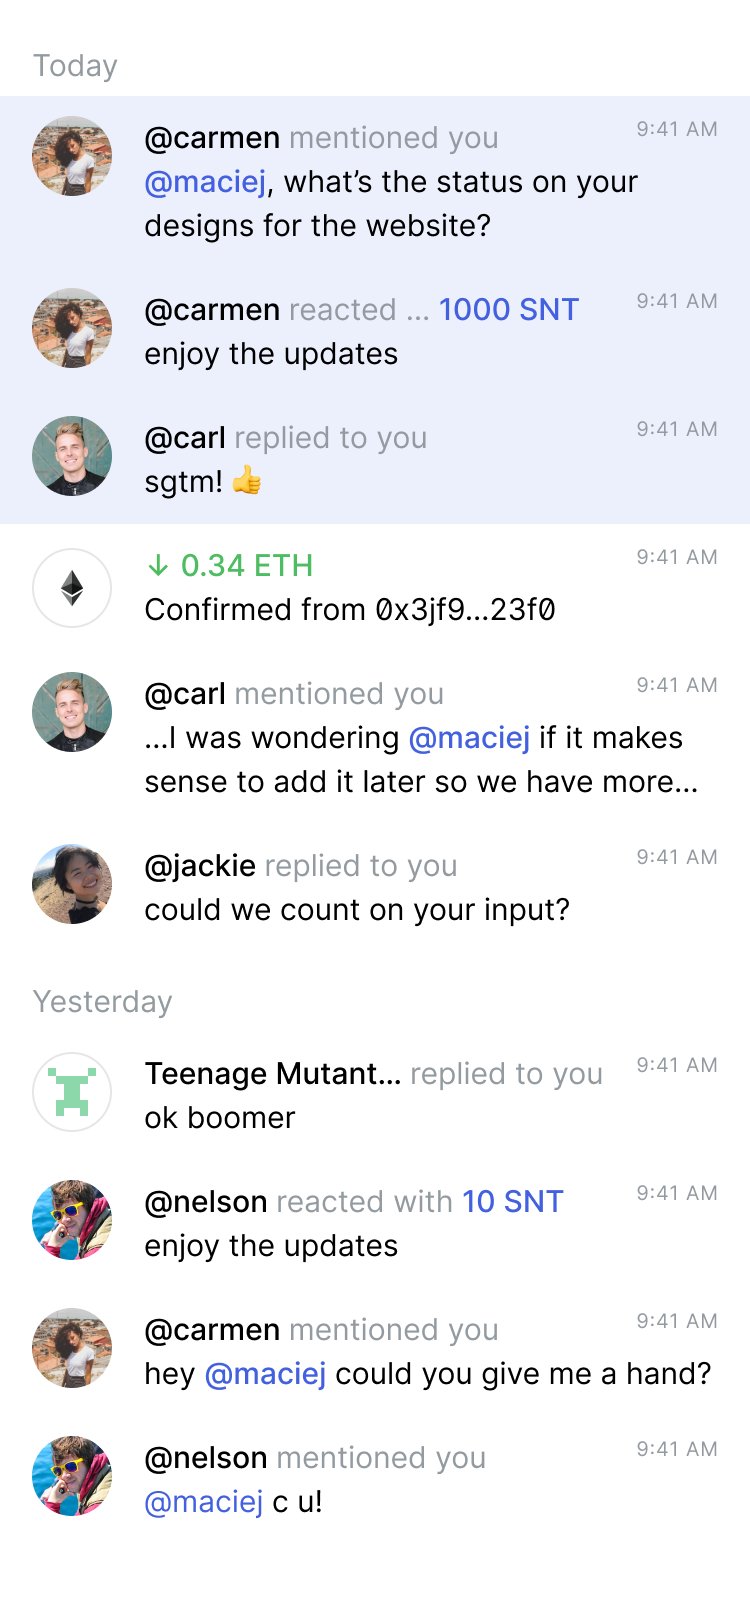 Today
@carmen mentioned you 9:41 AM
@maciej, what’s the status on your
designs for the website?
@carmen reacted ... 1000 SNT 9:41 AM
enjoy the updates
@carl replied to you 9:41 AM
sgtm! 👍
↓ 0.34 ETH 9:41 AM
Confirmed from 0x3jf9...23f0
@carl mentioned you 9:41 AM
...I was wondering @maciej if it makes
sense to add it later so we have more...
@jackie replied to you 9:41 AM
could we count on your input?
Yesterday
Teenage Mutant... replied to you 9:41 AM
ok boomer
@nelson reacted with 10 SNT 9:41 AM
enjoy the updates
@carmen mentioned you 9:41 AM
hey @maciej could you give me a hand?
@nelson mentioned you 9:41 AM
@maciej c u!